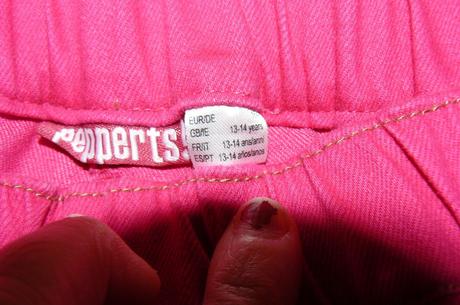 pepperts
EUR/DE
GB/IE 13-14 years
FR/IT 13-14 ans/anni
ES/PT 13-14 años/anos